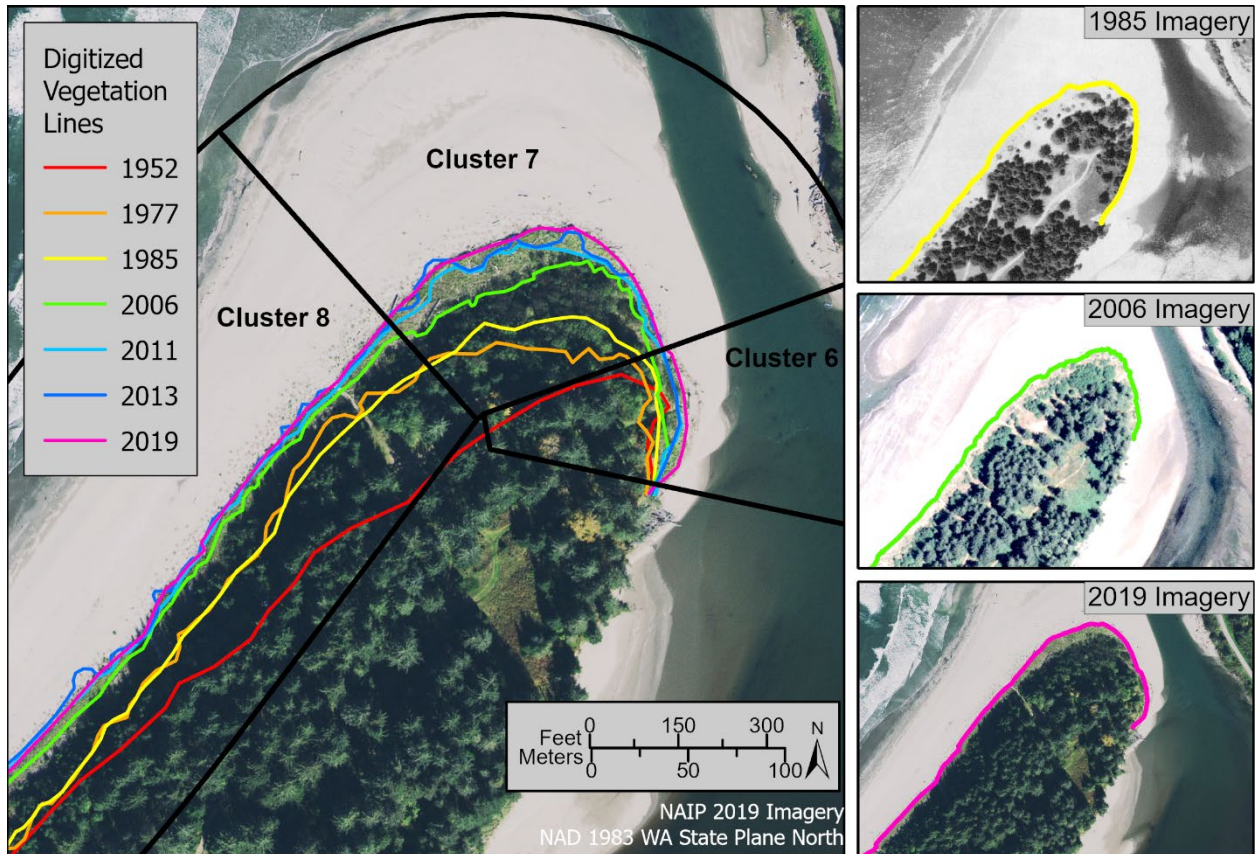 Digitized
Vegetation
Lines
1952
1977
1985
2006
2011
2013
2019
Cluster 7
Cluster 8
Cluster 6
0 150 300
Feet
Meters
0 50 100
N
NAIP 2019 Imagery
NAD 1983 WA State Plane North
1985 Imagery
2006 Imagery
2019 Imagery